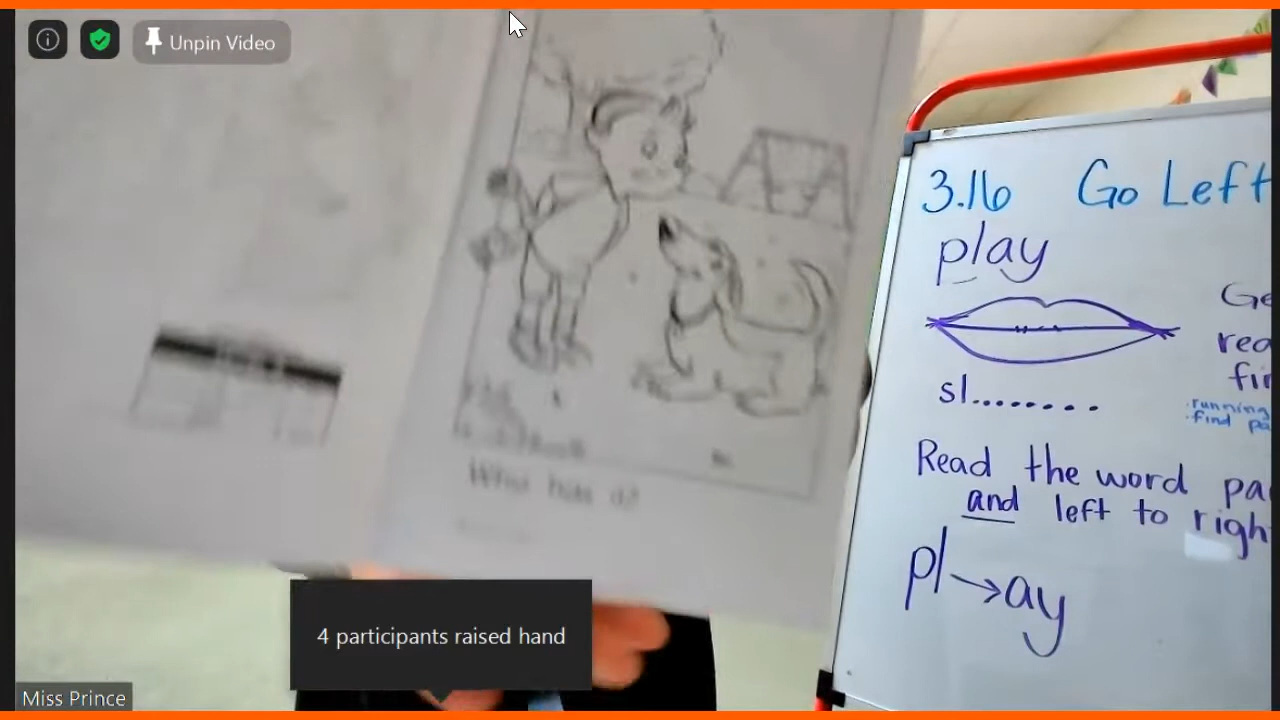 Unpin Video
3.16 Go Left
play
sl........
Read the word pa
and left to righ
pl → ay
Who has it?
4 participants raised hand
Miss Prince